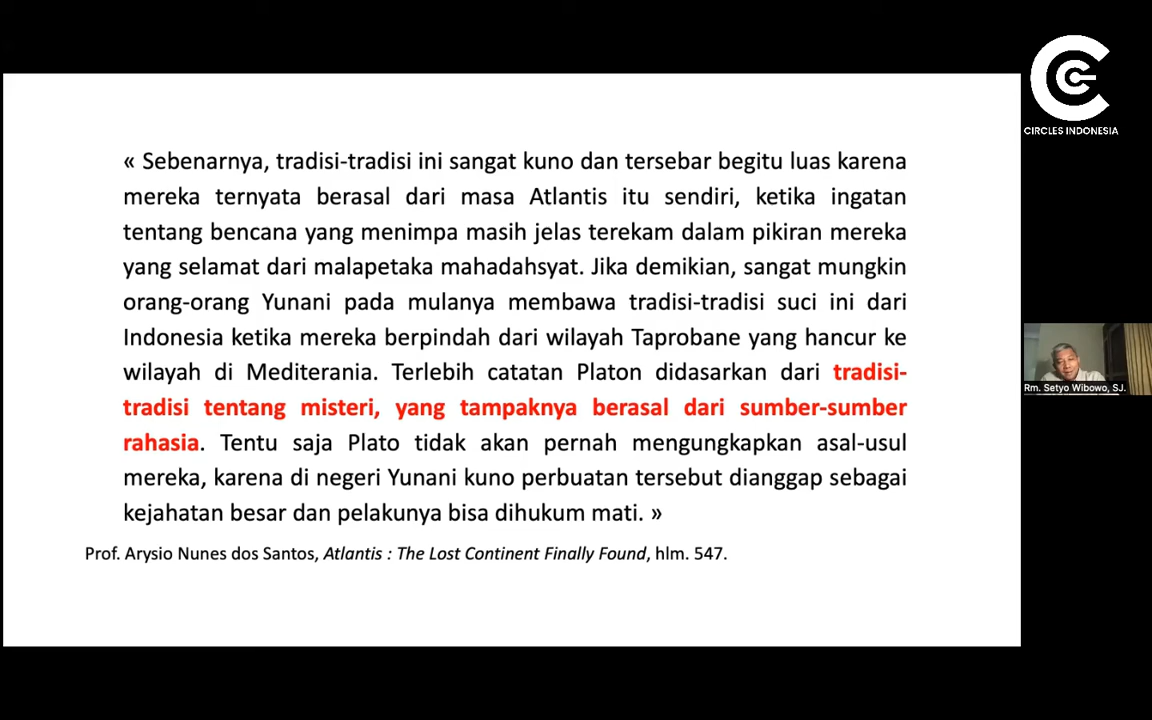 CIRCLES INDONESIA
« Sebenarnya, tradisi-tradisi ini sangat kuno dan tersebar begitu luas karena
mereka ternyata berasal dari masa Atlantis itu sendiri, ketika ingatan
tentang bencana yang menimpa masih jelas terekam dalam pikiran mereka
yang selamat dari malapetaka mahadahsyat. Jika demikian, sangat mungkin
orang-orang Yunani pada mulanya membawa tradisi-tradisi suci ini dari
Indonesia ketika mereka berpindah dari wilayah Taprobane yang hancur ke
wilayah di Mediterania. Terlebih catatan Platon didasarkan dari tradisi-
tradisi tentang misteri, yang tampaknya berasal dari sumber-sumber
rahasia. Tentu saja Plato tidak akan pernah mengungkapkan asal-usul
mereka, karena di negeri Yunani kuno perbuatan tersebut dianggap sebagai
kejahatan besar dan pelakunya bisa dihukum mati. »
Prof. Arysio Nunes dos Santos, Atlantis : The Lost Continent Finally Found, hlm. 547.
Rm. Setyo Wibowo, SJ.